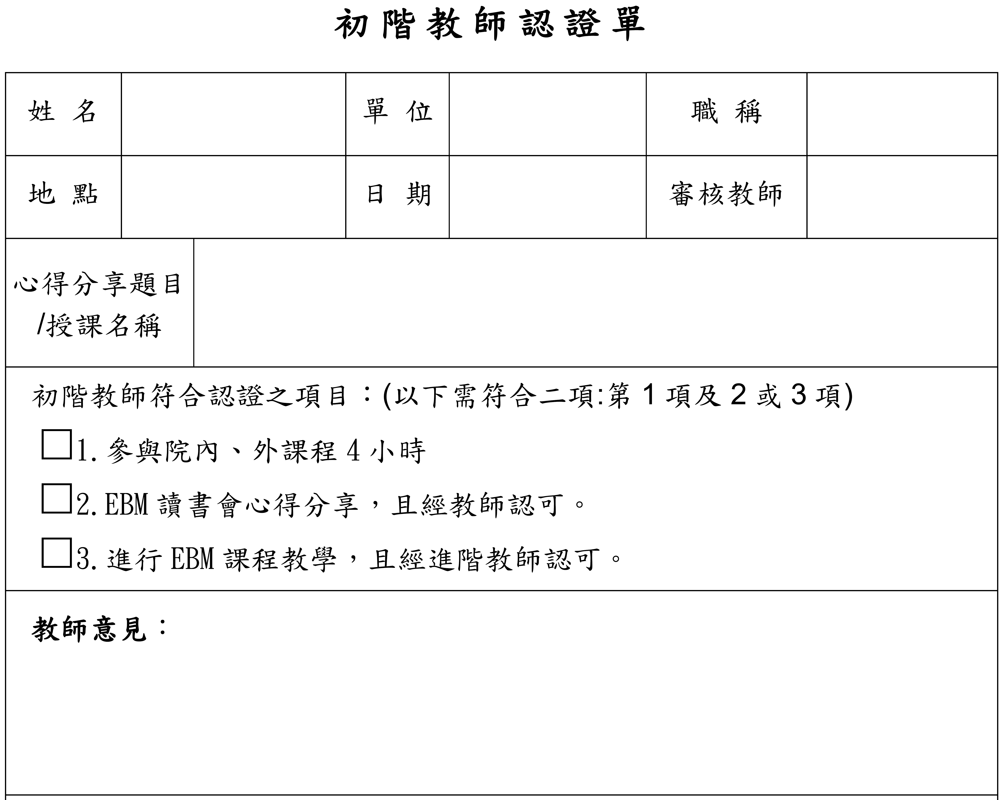 初階教師認證單
姓 名 單 位 職 稱
地 點 日 期 審核教師
心得分享題目
/授課名稱
初階教師符合認證之項目：(以下需符合二項:第 1 項及 2 或 3 項)
□1. 參與院內、外課程 4 小時
□2. EBM 讀書會心得分享，且經教師認可。
□3. 進行 EBM 課程教學，且經進階教師認可。
教師意見：